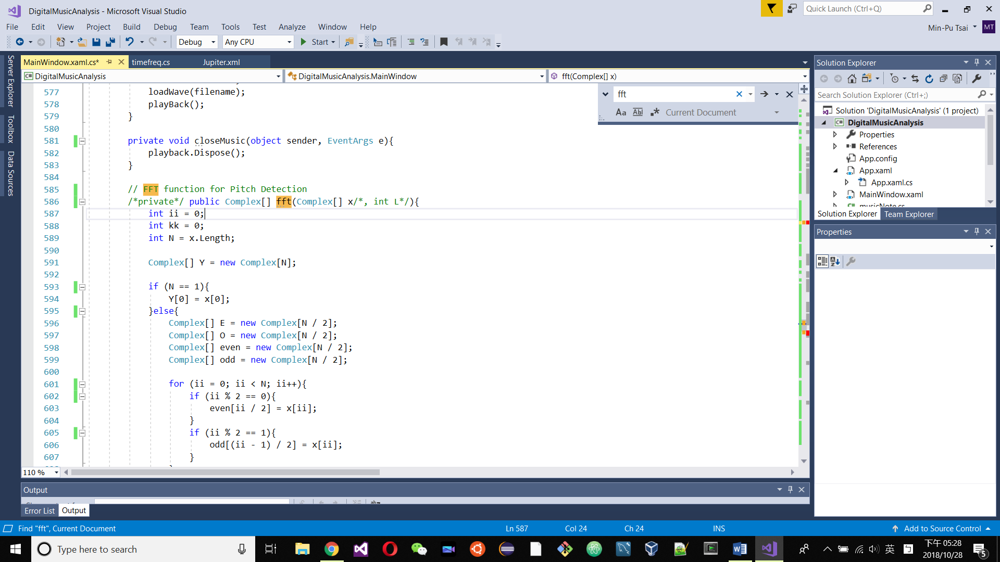 DigitalMusicAnalysis - Microsoft Visual Studio
Quick Launch (Ctrl+Q)
File Edit View Project Build Debug Team Tools Test Analyze Window Help
Min-Pu Tsai MT
Debug Any CPU Start
Server Explorer
Toolbox
Data Sources
MainWindow.xaml.cs* timefreq.cs Jupiter.xml
DigitalMusicAnalysis DigitalMusicAnalysis.MainWindow fft(Complex[] x)
fft
Aa Abl .* Current Document
577 loadWave(filename);
578 playBack();
579 }
580
581 private void closeMusic(object sender, EventArgs e){
582 playback.Dispose();
583 }
584
585 // FFT function for Pitch Detection
586 /*private*/ public Complex[] fft(Complex[] x/*, int L*/){
587 int ii = 0;
588 int kk = 0;
589 int N = x.Length;
590
591 Complex[] Y = new Complex[N];
592
593 if (N == 1){
594 Y[0] = x[0];
595 }else{
596 Complex[] E = new Complex[N / 2];
597 Complex[] O = new Complex[N / 2];
598 Complex[] even = new Complex[N / 2];
599 Complex[] odd = new Complex[N / 2];
600
601 for (ii = 0; ii < N; ii++){
602 if (ii % 2 == 0){
603 even[ii / 2] = x[ii];
604 }
605 if (ii % 2 == 1){
606 odd[(ii - 1) / 2] = x[ii];
607 }
110 %
Solution Explorer
Search Solution Explorer (Ctrl+;)
Solution 'DigitalMusicAnalysis' (1 project)
C# DigitalMusicAnalysis
Properties
References
App.config
App.xaml
App.xaml.cs
MainWindow.xaml
musicNote.cs
Solution Explorer Team Explorer
Properties
Output
Error List Output
Find "fft", Current Document Ln 587 Col 24 Ch 24 INS Add to Source Control
Type here to search
英
下午 05:28
2018/10/28
5